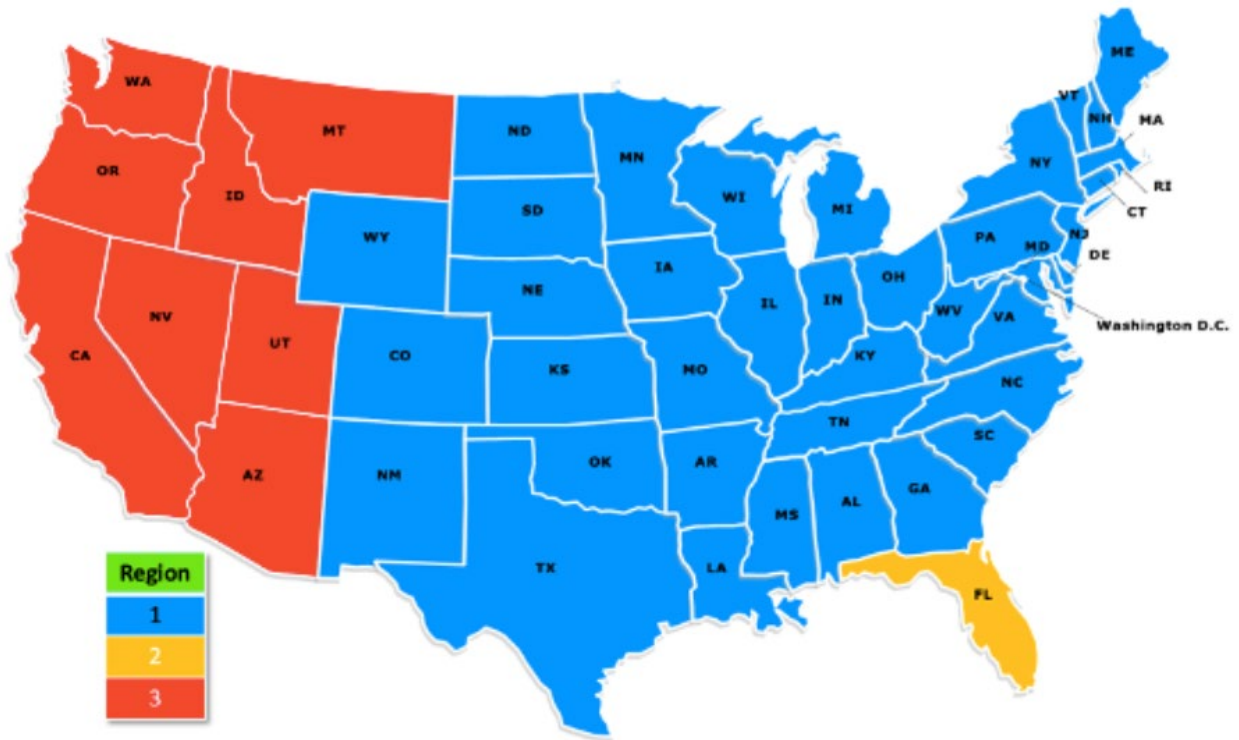 ME
WA
VT
NH
MA
MT
ND
MN
OR
NY
ID
WI
RI
SD
MI
CT
WY
PA
NJ
MD
DE
IA
NE
OH
IL
IN
NV
WV
VA
Washington D.C.
UT
CA
CO
KY
KS
MO
NC
TN
SC
OK
AR
AZ
NM
GA
AL
MS
TX
LA
FL
Region
1
2
3